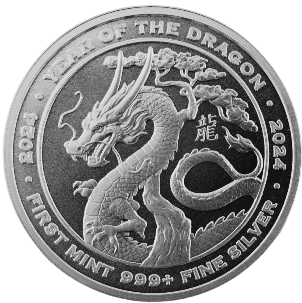 · YEAR OF THE DRAGON ·
2024
2024
龍
FIRST MINT 999+ FINE SILVER